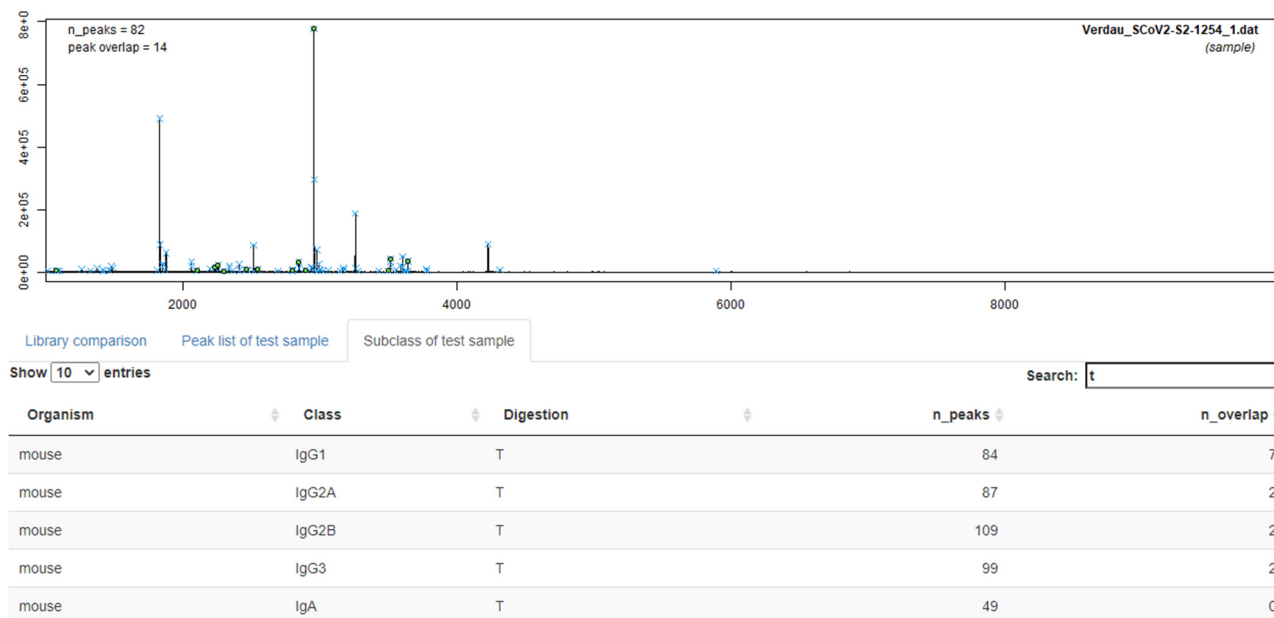 8e+0
6e+05
4e+05
2e+05
0e+00
n_peaks = 82
peak overlap = 14
Verdau_SCoV2-S2-1254_1.dat
(sample)
2000 4000 6000 8000
Library comparison Peak list of test sample Subclass of test sample
Show 10 entries Search: t
Organism Class Digestion n_peaks n_overlap
mouse IgG1 T 84 7
mouse IgG2A T 87 2
mouse IgG2B T 109 2
mouse IgG3 T 99 2
mouse IgA T 49 0